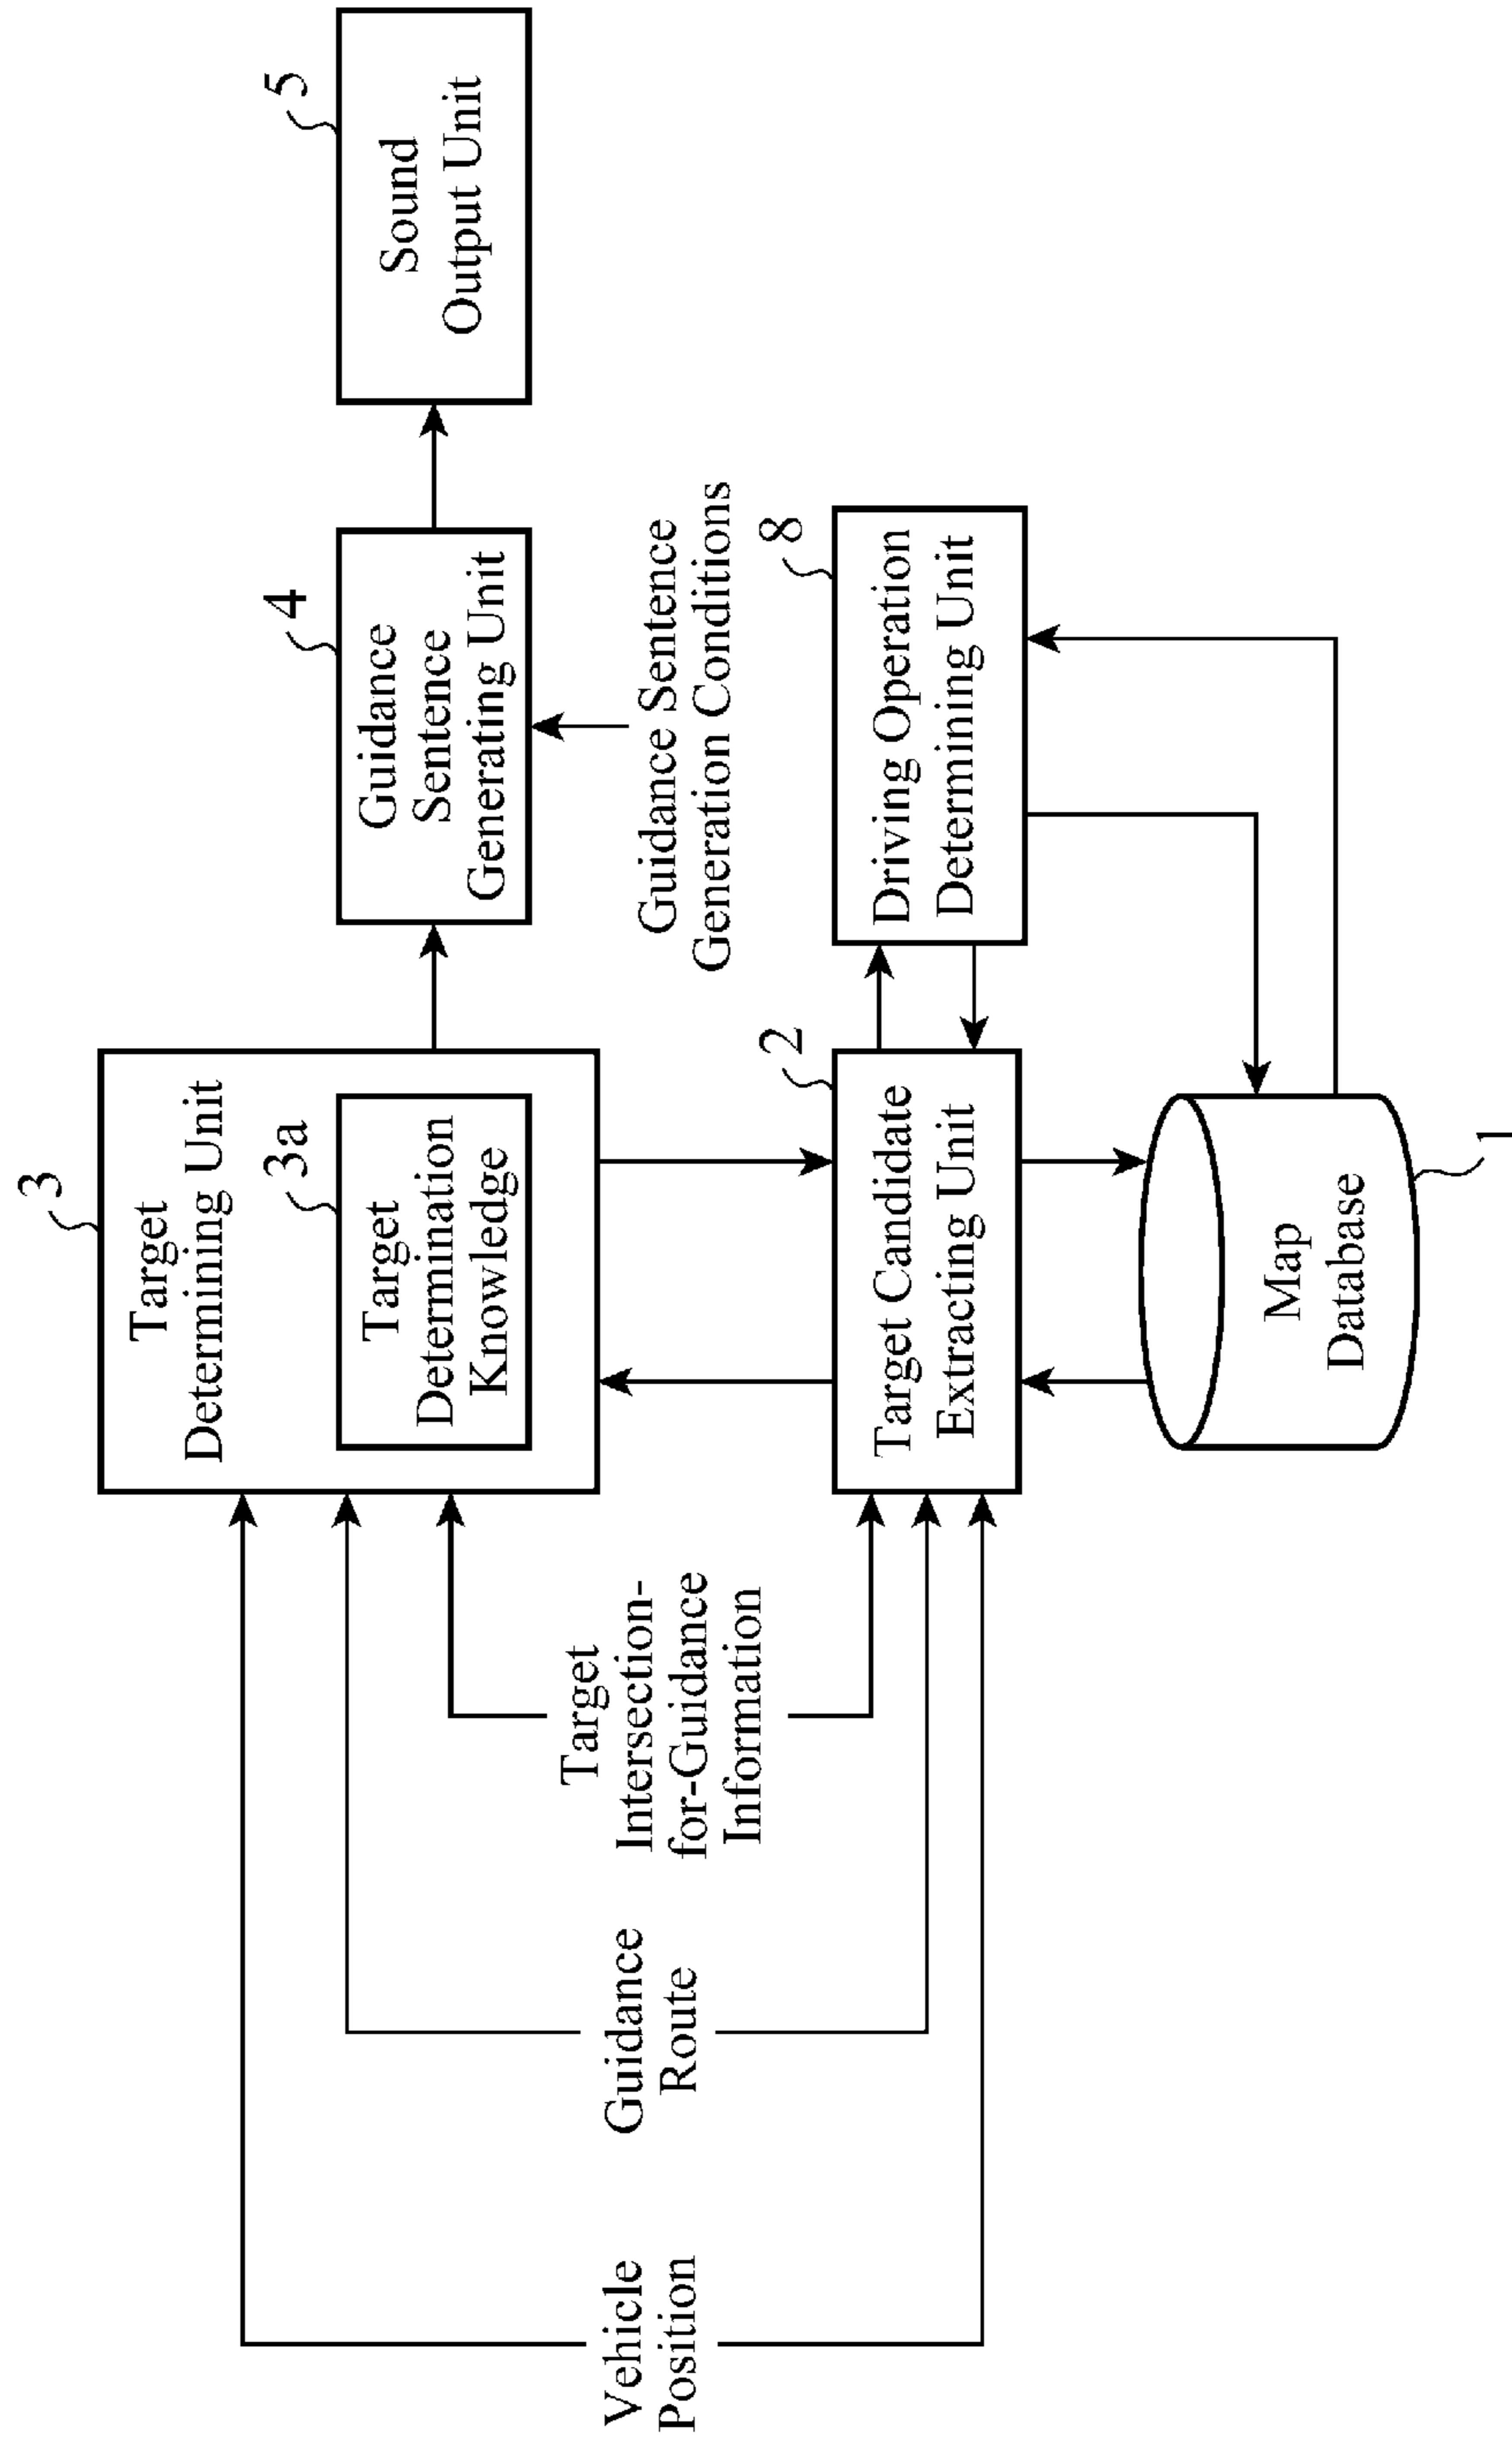 3
Target
Determining Unit
3a
Target
Determination
Knowledge
4
Guidance
Sentence
Generating Unit
5
Sound
Output Unit
Vehicle
Position
Guidance
Route
Target
Intersection-
for-Guidance
Information
Guidance Sentence
Generation Conditions
2
Target Candidate
Extracting Unit
8
Driving Operation
Determining Unit
Map
Database
1